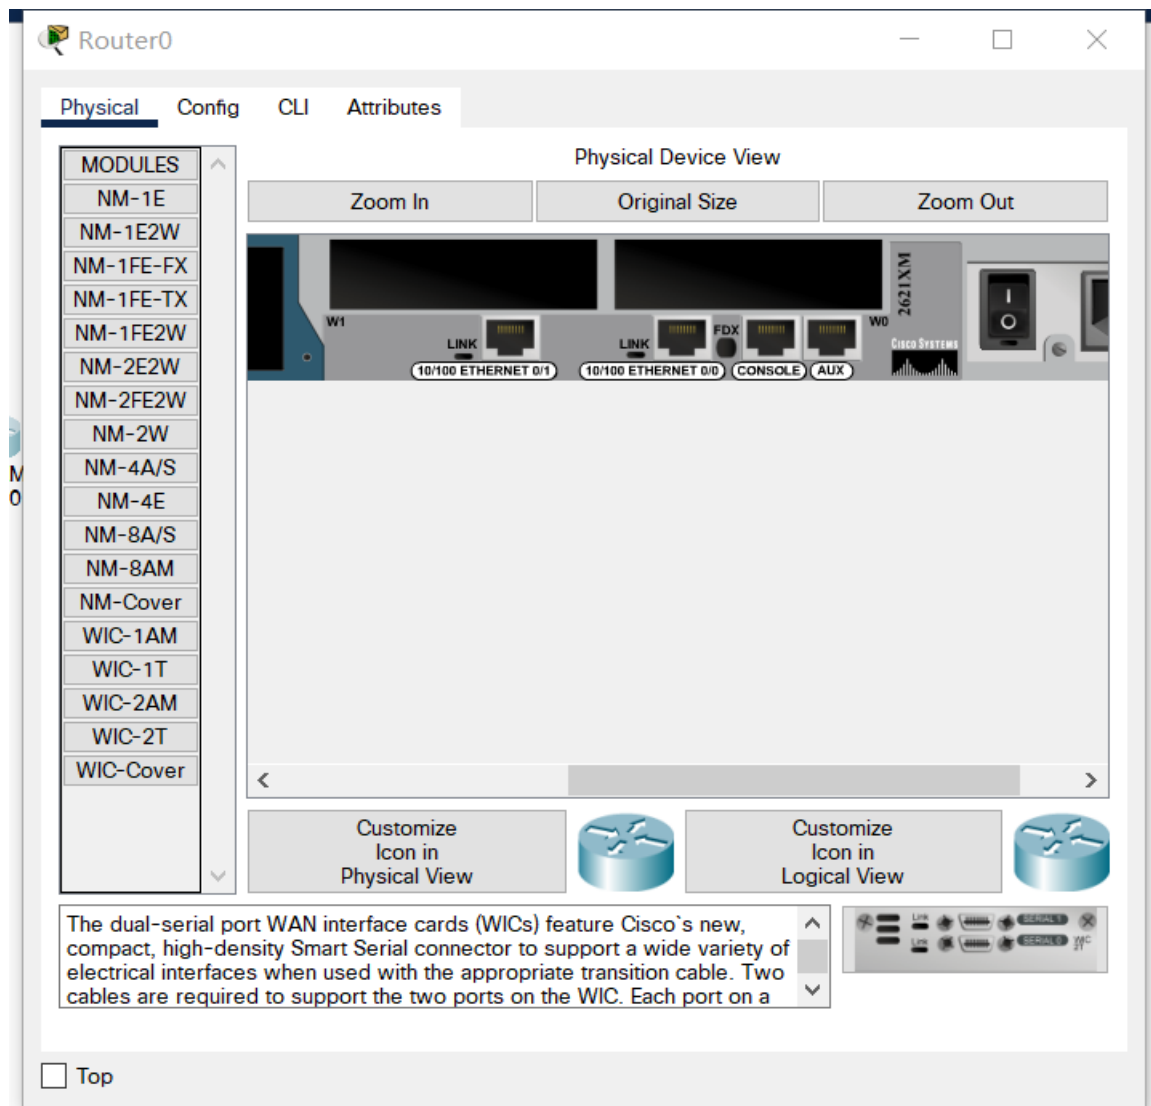 Router0
Physical Config CLI Attributes
MODULES
NM-1E
NM-1E2W
NM-1FE-FX
NM-1FE-TX
NM-1FE2W
NM-2E2W
NM-2FE2W
NM-2W
NM-4A/S
NM-4E
NM-8A/S
NM-8AM
NM-Cover
WIC-1AM
WIC-1T
WIC-2AM
WIC-2T
WIC-Cover
Physical Device View
Zoom In Original Size Zoom Out
W1
LINK
10/100 ETHERNET 0/1
LINK
10/100 ETHERNET 0/0
FDX
CONSOLE
AUX
W0
2621XM
CISCO SYSTEMS
M
0
Customize
Icon in
Physical View
Customize
Icon in
Logical View
The dual-serial port WAN interface cards (WICs) feature Cisco`s new,
compact, high-density Smart Serial connector to support a wide variety of
electrical interfaces when used with the appropriate transition cable. Two
cables are required to support the two ports on the WIC. Each port on a
Link SERIAL 1
Link SERIAL 0
WIC
2T
Top